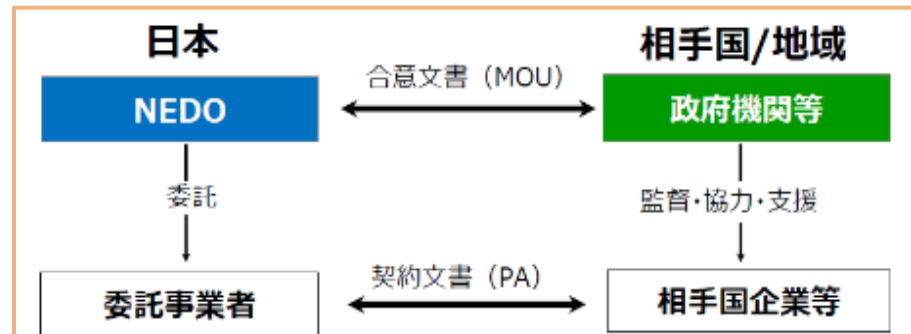 日本
相手国/地域
合意文書（MOU）
NEDO
政府機関等
委託
監督・協力・支援
契約文書（PA）
委託事業者
相手国企業等